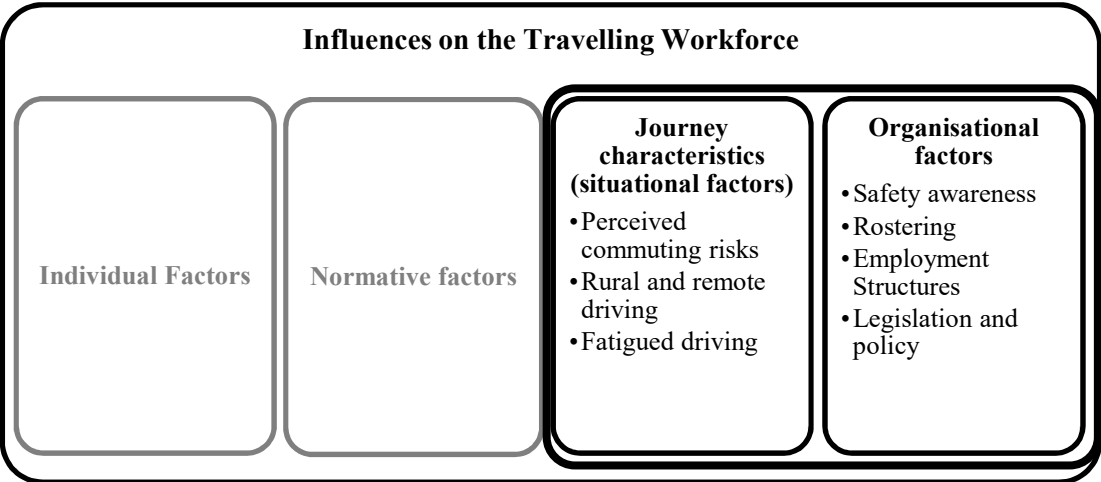 Influences on the Travelling Workforce
Individual Factors
Normative factors
Journey
characteristics
(situational factors)
•Perceived
commuting risks
•Rural and remote
driving
•Fatigued driving
Organisational
factors
•Safety awareness
•Rostering
•Employment
Structures
•Legislation and
policy